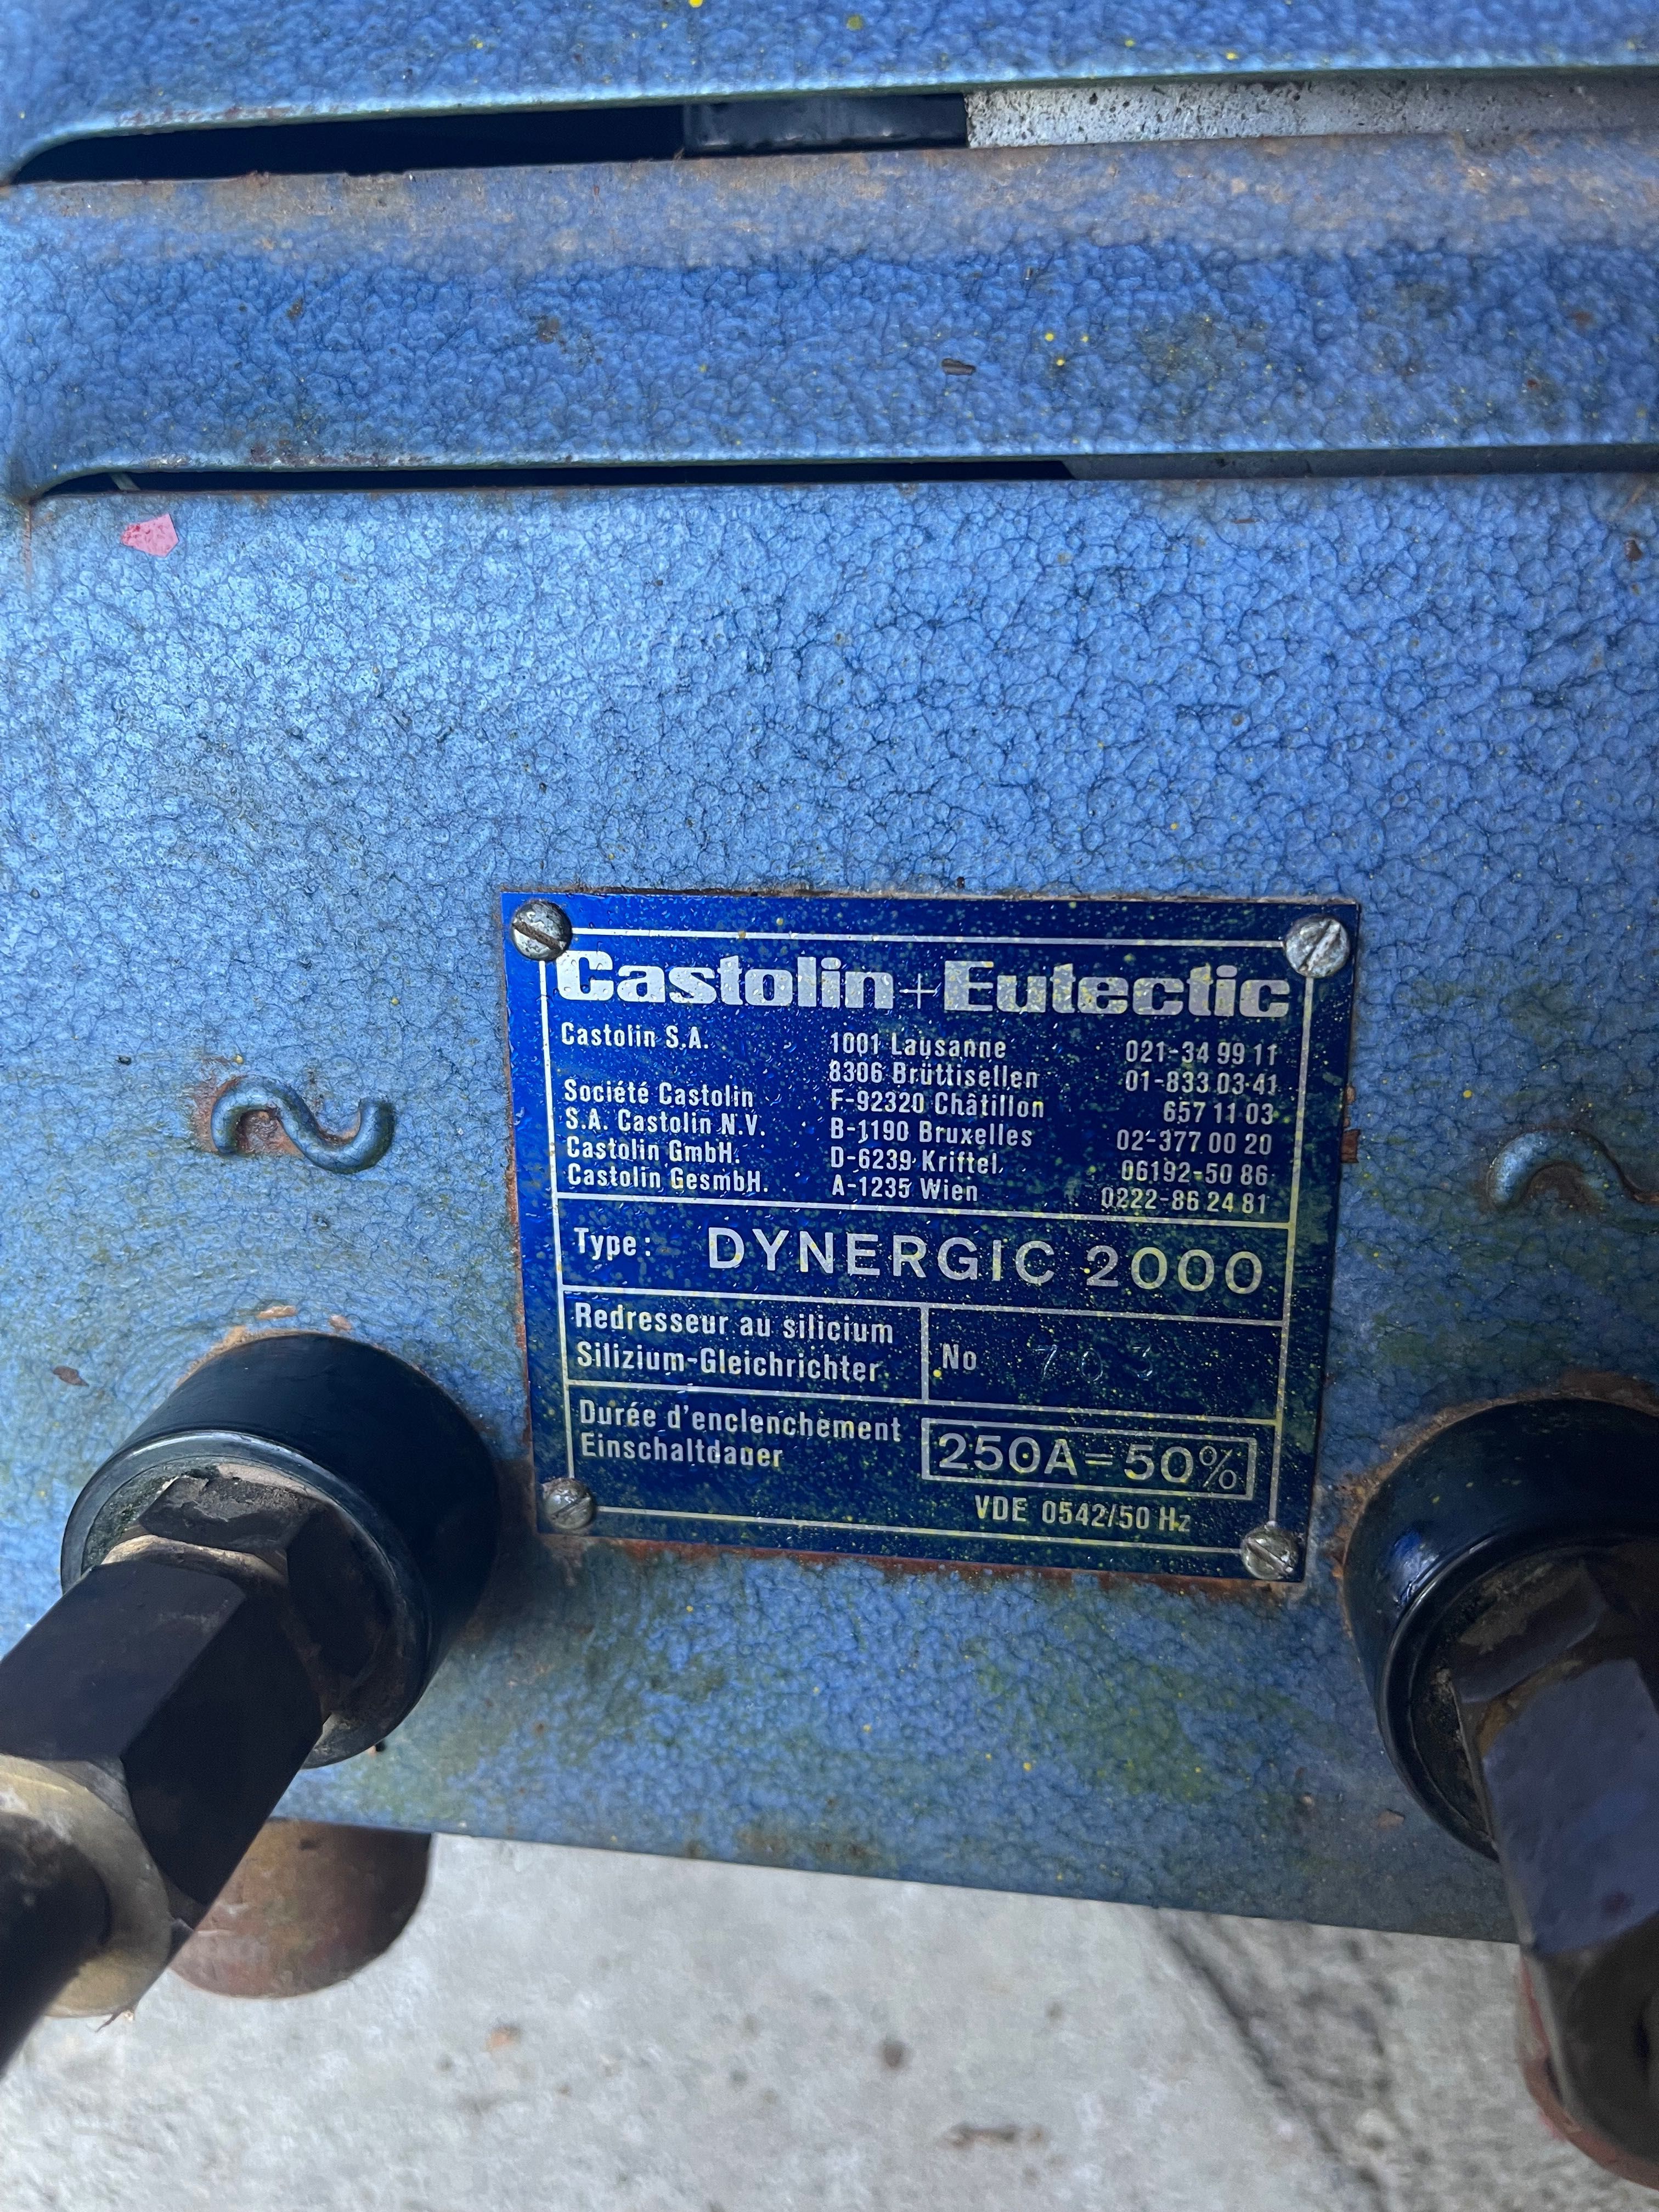 Castolin+Eutectic
Castolin S.A. 1001 Lausanne 021-34 99 11
8306 Brüttisellen 01-833 03 41
Société Castolin F-92320 Châtillon 657 11 03
S.A. Castolin N.V. B-1190 Bruxelles 02-377 00 20
Castolin GmbH. D-6239 Kriftel 06192-50 86
Castolin GesmbH. A-1235 Wien 0222-86 24 81
Type: DYNERGIC 2000
Redresseur au silicium
Silizium-Gleichrichter
No 703
Durée d'enclenchement
Einschaltdauer
250A=50%
VDE 0542/50 Hz